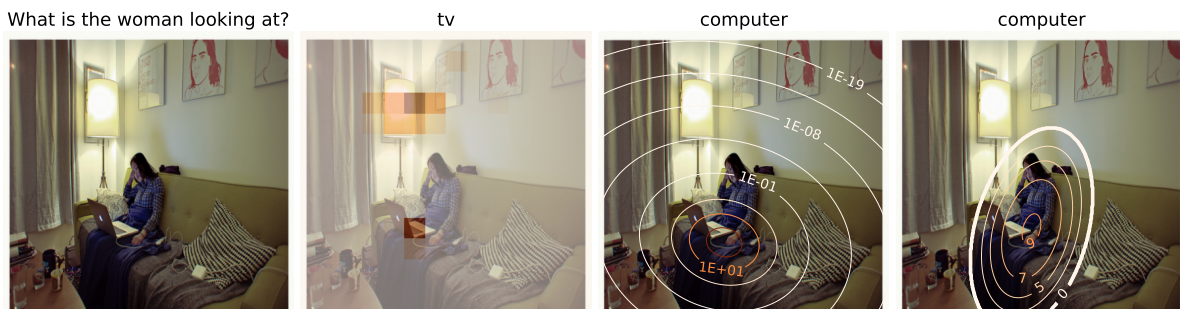 What is the woman looking at?
tv
computer
computer
1E-19
1E-08
1E-01
1E+01
9
7
5
0